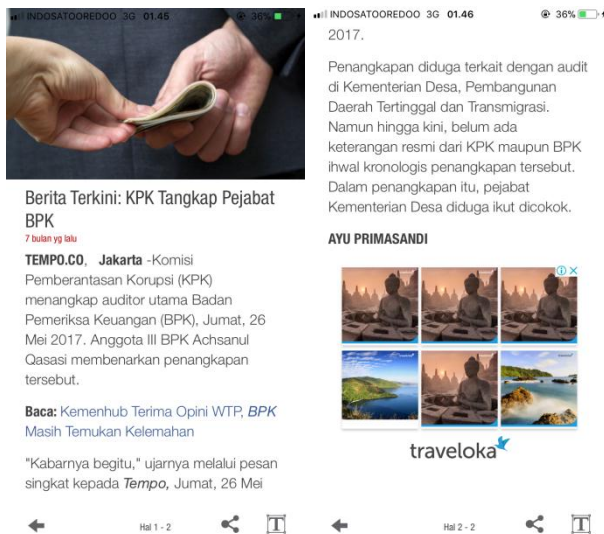 INDOSATOOREDOO 3G 01.45 36%
Berita Terkini: KPK Tangkap Pejabat
BPK
7 bulan yg lalu
TEMPO.CO, Jakarta -Komisi
Pemberantasan Korupsi (KPK)
menangkap auditor utama Badan
Pemeriksa Keuangan (BPK), Jumat, 26
Mei 2017. Anggota III BPK Achsanul
Qasasi membenarkan penangkapan
tersebut.
Baca: Kemenhub Terima Opini WTP, BPK
Masih Temukan Kelemahan
"Kabarnya begitu," ujarnya melalui pesan
singkat kepada Tempo, Jumat, 26 Mei
Hal 1 - 2
T
INDOSATOOREDOO 3G 01.46 36%
2017.
Penangkapan diduga terkait dengan audit
di Kementerian Desa, Pembangunan
Daerah Tertinggal dan Transmigrasi.
Namun hingga kini, belum ada
keterangan resmi dari KPK maupun BPK
ihwal kronologis penangkapan tersebut.
Dalam penangkapan itu, pejabat
Kementerian Desa diduga ikut dicokok.
AYU PRIMASANDI
traveloka
Hal 2 - 2
T